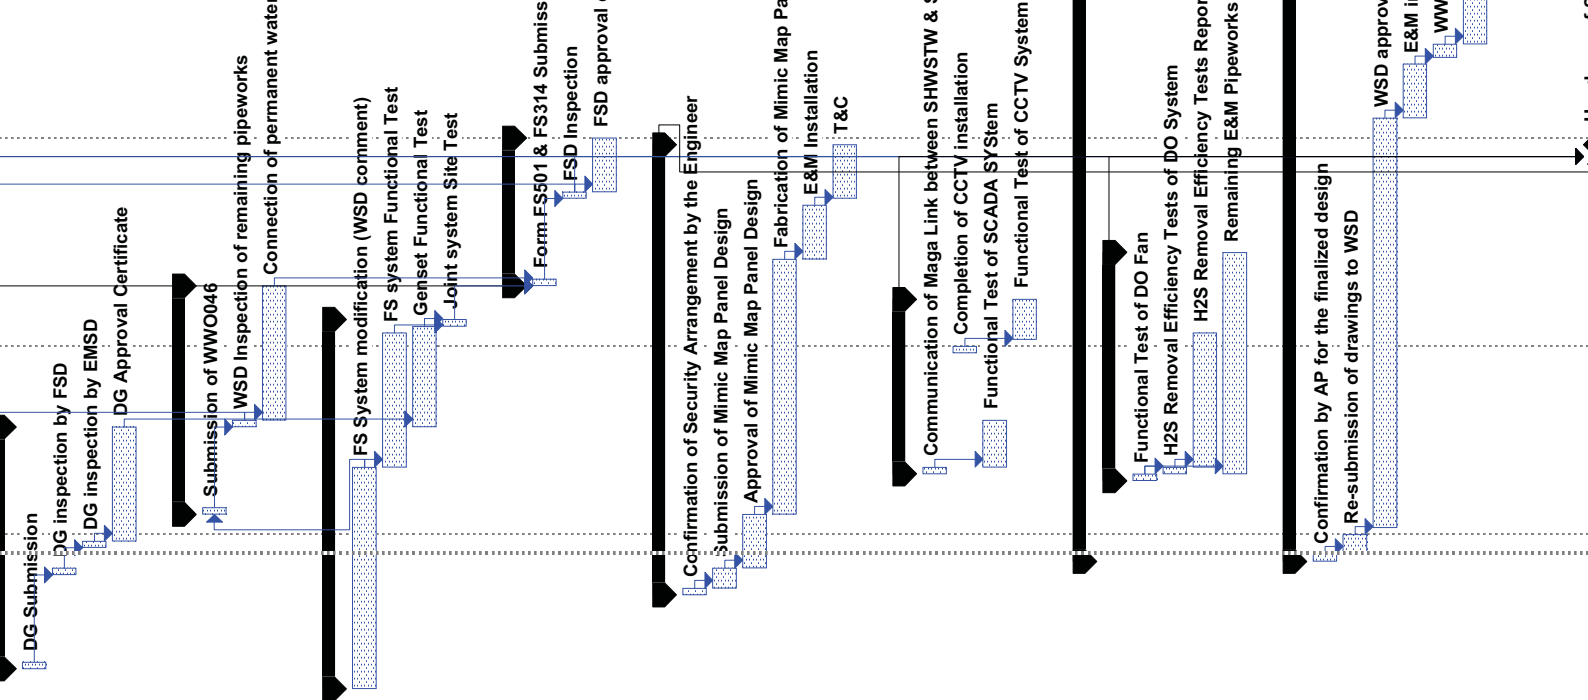 DG Submission
DG inspection by FSD
DG inspection by EMSD
DG Approval Certificate
Submission of WWO046
WSD Inspection of remaining pipeworks
Connection of permanent water
FS System modification (WSD comment)
FS system Functional Test
Genset Functional Test
Joint system Site Test
Form FS501 & FS314 Submiss
FSD Inspection
FSD approval
Confirmation of Security Arrangement by the Engineer
Submission of Mimic Map Panel Design
Approval of Mimic Map Panel Design
Fabrication of Mimic Map Pa
E&M Installation
T&C
Communication of Maga Link between SHWSTW &
Completion of CCTV installation
Functional Test of SCADA SYStem
Functional Test of CCTV System
Functional Test of DO Fan
H2S Removal Efficiency Tests of DO System
H2S Removal Efficiency Tests Repor
Remaining E&M Pipeworks
Confirmation by AP for the finalized design
Re-submission of drawings to WSD
WSD approv
E&M i
WW